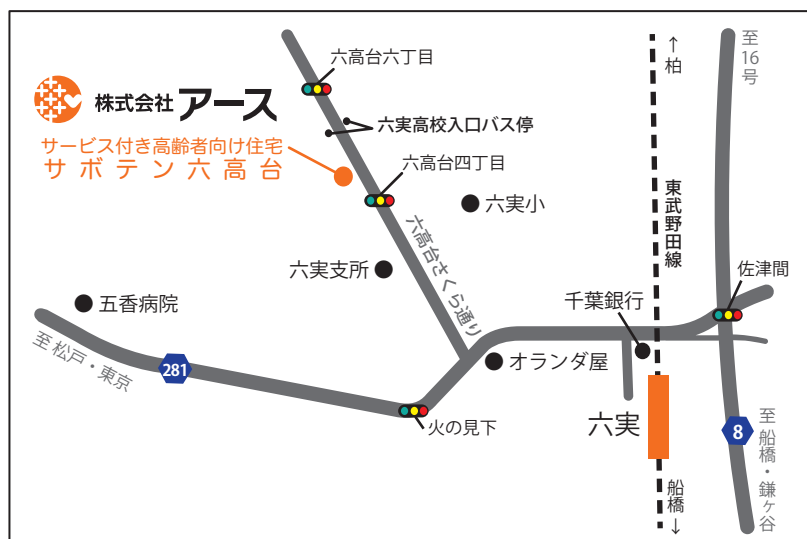 六高台六丁目
株式会社 アース
六実高校入口バス停
サービス付き高齢者向け住宅
サボテン六高台
六高台四丁目
六実小
六高台さくら通り
六実支所
五香病院
至 松戸・東京
281
火の見下
オランダ屋
千葉銀行
六実
↑柏
東武野田線
船橋↓
至16号
佐津間
8
至 船橋・鎌ヶ谷